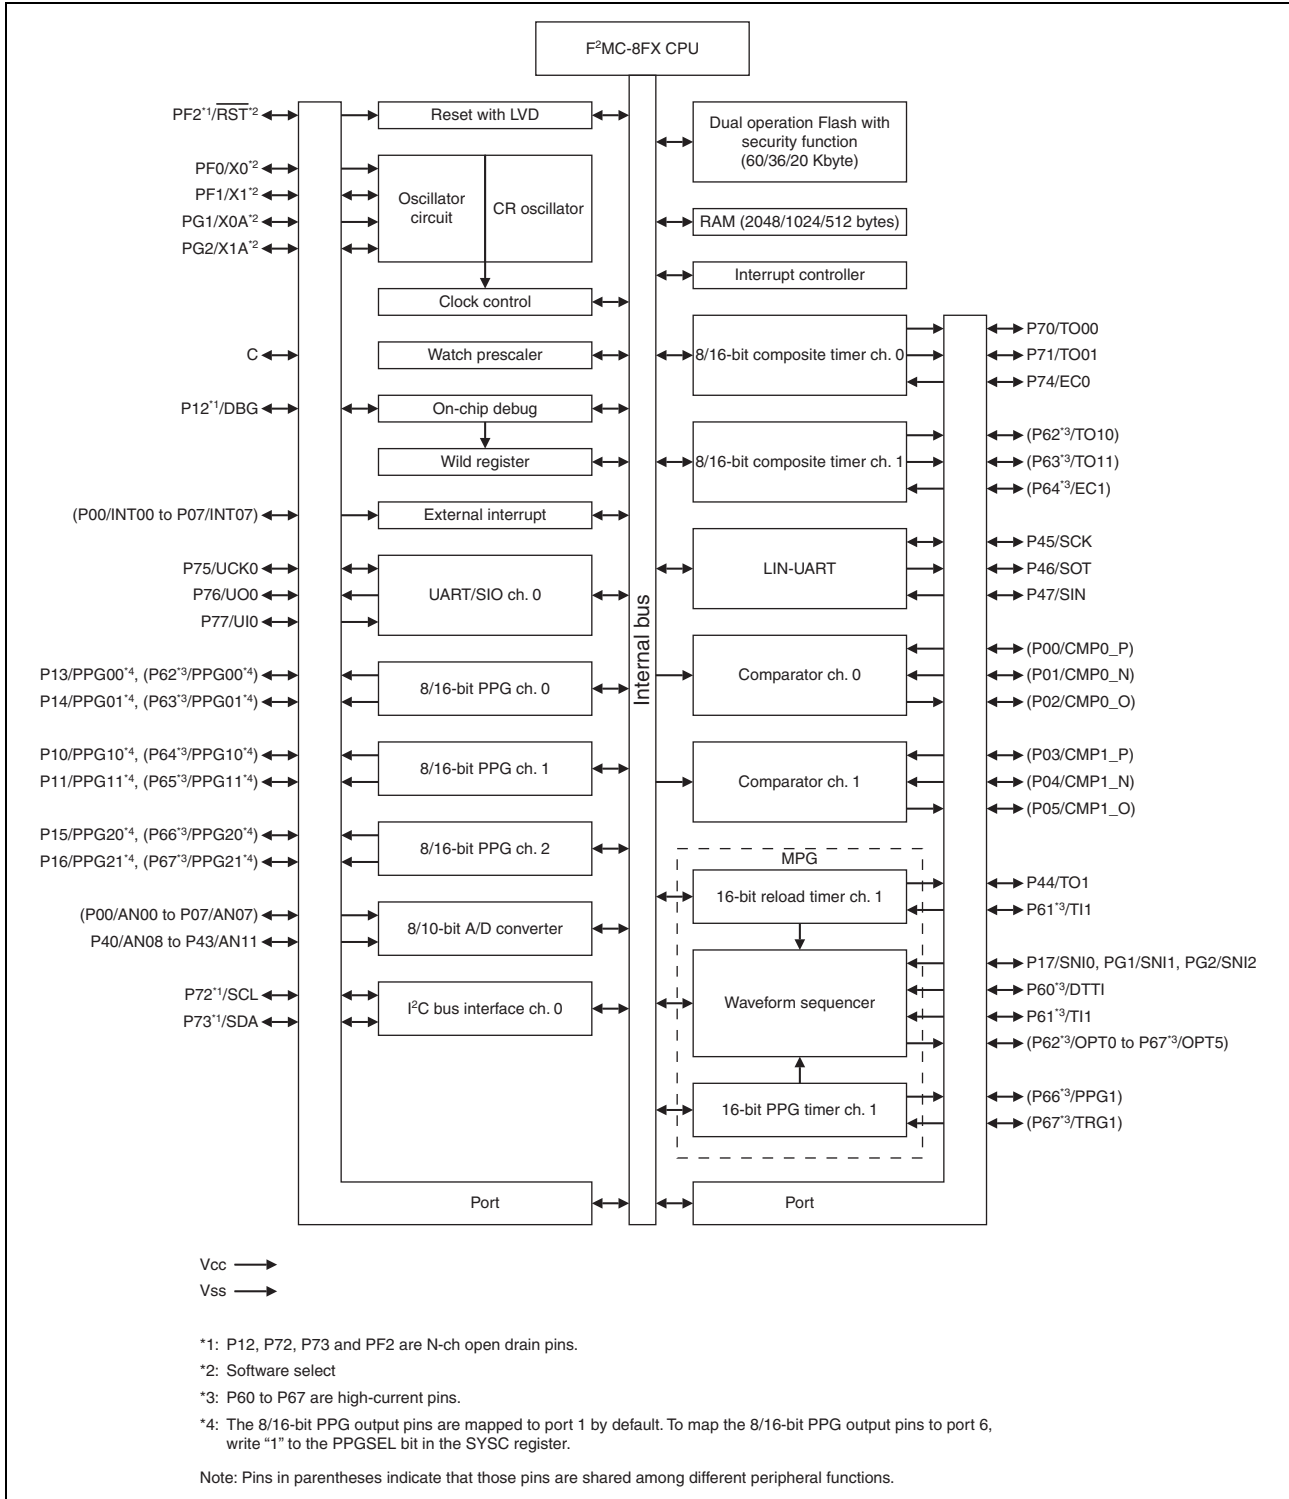 F²MC-8FX CPU
PF2*1/RST*2
Reset with LVD
Dual operation Flash with
security function
(60/36/20 Kbyte)
PF0/X0*2
PF1/X1*2
PG1/X0A*2
PG2/X1A*2
Oscillator
circuit
CR oscillator
RAM (2048/1024/512 bytes)
Interrupt controller
Clock control
C
Watch prescaler
8/16-bit composite timer ch. 0
P70/TO00
P71/TO01
P74/EC0
P12*1/DBG
On-chip debug
Wild register
8/16-bit composite timer ch. 1
(P62*3/TO10)
(P63*3/TO11)
(P64*3/EC1)
(P00/INT00 to P07/INT07)
External interrupt
P75/UCK0
P76/UO0
P77/UI0
UART/SIO ch. 0
Internal bus
LIN-UART
P45/SCK
P46/SOT
P47/SIN
P13/PPG00*4, (P62*3/PPG00*4)
P14/PPG01*4, (P63*3/PPG01*4)
8/16-bit PPG ch. 0
Comparator ch. 0
(P00/CMP0_P)
(P01/CMP0_N)
(P02/CMP0_O)
P10/PPG10*4, (P64*3/PPG10*4)
P11/PPG11*4, (P65*3/PPG11*4)
8/16-bit PPG ch. 1
Comparator ch. 1
(P03/CMP1_P)
(P04/CMP1_N)
(P05/CMP1_O)
P15/PPG20*4, (P66*3/PPG20*4)
P16/PPG21*4, (P67*3/PPG21*4)
8/16-bit PPG ch. 2
MPG
16-bit reload timer ch. 1
P44/TO1
P61*3/TI1
(P00/AN00 to P07/AN07)
P40/AN08 to P43/AN11
8/10-bit A/D converter
P72*1/SCL
P73*1/SDA
I²C bus interface ch. 0
Waveform sequencer
P17/SNI0, PG1/SNI1, PG2/SNI2
P60*3/DTTI
P61*3/TI1
(P62*3/OPT0 to P67*3/OPT5)
16-bit PPG timer ch. 1
(P66*3/PPG1)
(P67*3/TRG1)
Port
Port
Vcc
Vss
*1: P12, P72, P73 and PF2 are N-ch open drain pins.
*2: Software select
*3: P60 to P67 are high-current pins.
*4: The 8/16-bit PPG output pins are mapped to port 1 by default. To map the 8/16-bit PPG output pins to port 6,
write “1” to the PPGSEL bit in the SYSC register.
Note: Pins in parentheses indicate that those pins are shared among different peripheral functions.